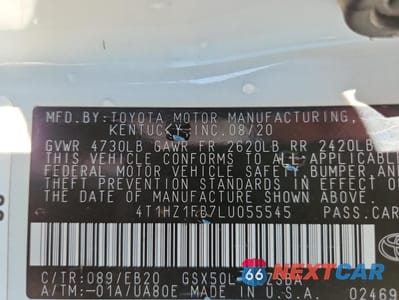 MFD. BY: TOYOTA MOTOR MANUFACTURING,
KENTUCKY, INC. 08/20
GVWR 4730LB GAWR FR 2620LB RR 2420LB
THIS VEHICLE CONFORMS TO ALL APPLICABLE
FEDERAL MOTOR VEHICLE SAFETY, BUMPER AND
THEFT PREVENTION STANDARDS IN EFFECT ON
THE DATE OF MANUFACTURE SHOWN ABOVE.
4T1HZ1FB7LU055545 PASS.CAR
C/TR:089/EB20 GSX50L
A/TM:-01A/UA80E MADE IN U.S.A. 02469
66 NEXTCAR